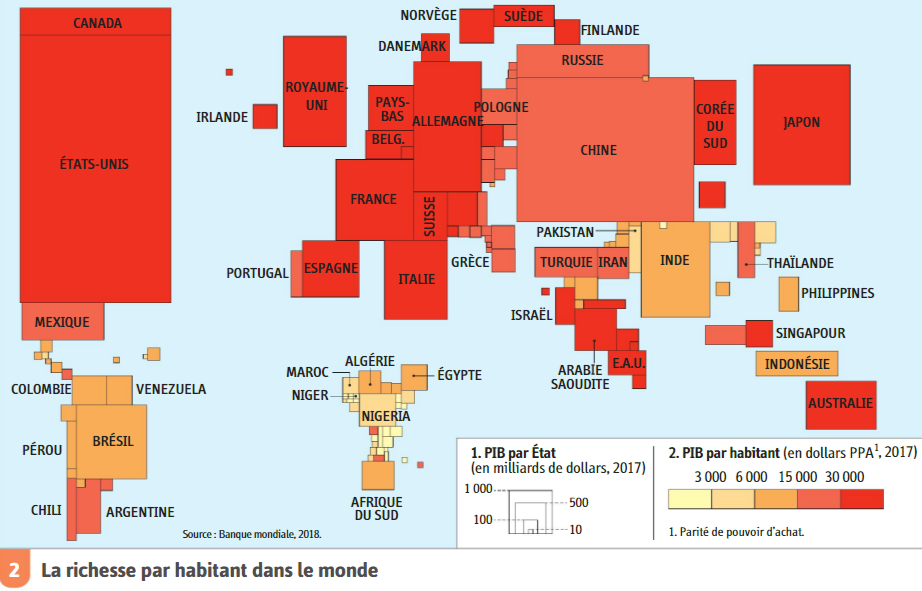 CANADA
ÉTATS-UNIS
MEXIQUE
COLOMBIE
VENEZUELA
PÉROU
BRÉSIL
CHILI
ARGENTINE
NORVÈGE
SUÈDE
FINLANDE
DANEMARK
ROYAUME-
UNI
IRLANDE
PAYS-
BAS
BELG.
ALLEMAGNE
POLOGNE
FRANCE
SUISSE
PORTUGAL
ESPAGNE
ITALIE
GRÈCE
RUSSIE
CHINE
CORÉE
DU
SUD
JAPON
PAKISTAN
TURQUIE
IRAN
INDE
THAÏLANDE
PHILIPPINES
ISRAËL
SINGAPOUR
ARABIE
SAOUDITE
E.A.U.
INDONÉSIE
AUSTRALIE
MAROC
ALGÉRIE
ÉGYPTE
NIGER
NIGERIA
AFRIQUE
DU SUD
1. PIB par État
(en milliards de dollars, 2017)
1 000
500
100
10
2. PIB par habitant (en dollars PPA¹, 2017)
3 000 6 000 15 000 30 000
1. Parité de pouvoir d'achat.
Source : Banque mondiale, 2018.
2 La richesse par habitant dans le monde